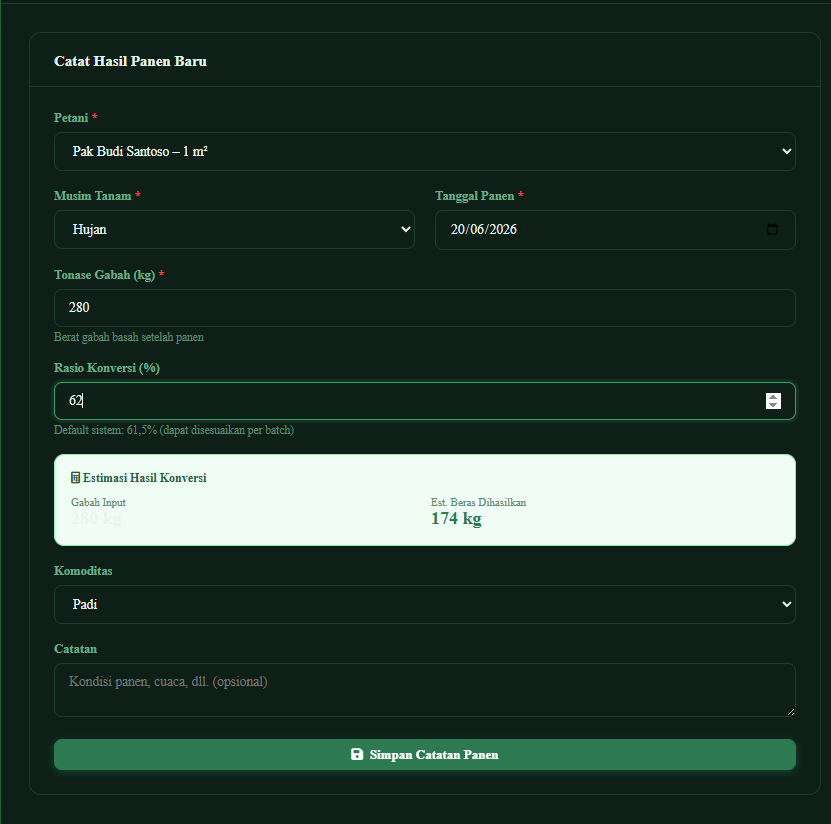 Catat Hasil Panen Baru
Petani *
Pak Budi Santoso – 1 m²
Musim Tanam * Tanggal Panen *
Hujan 20/06/2026
Tonase Gabah (kg) *
280
Berat gabah basah setelah panen
Rasio Konversi (%)
62
Default sistem: 61,5% (dapat disesuaikan per batch)
Estimasi Hasil Konversi
Gabah Input Est. Beras Dihasilkan
280 kg 174 kg
Komoditas
Padi
Catatan
Kondisi panen, cuaca, dll. (opsional)
Simpan Catatan Panen